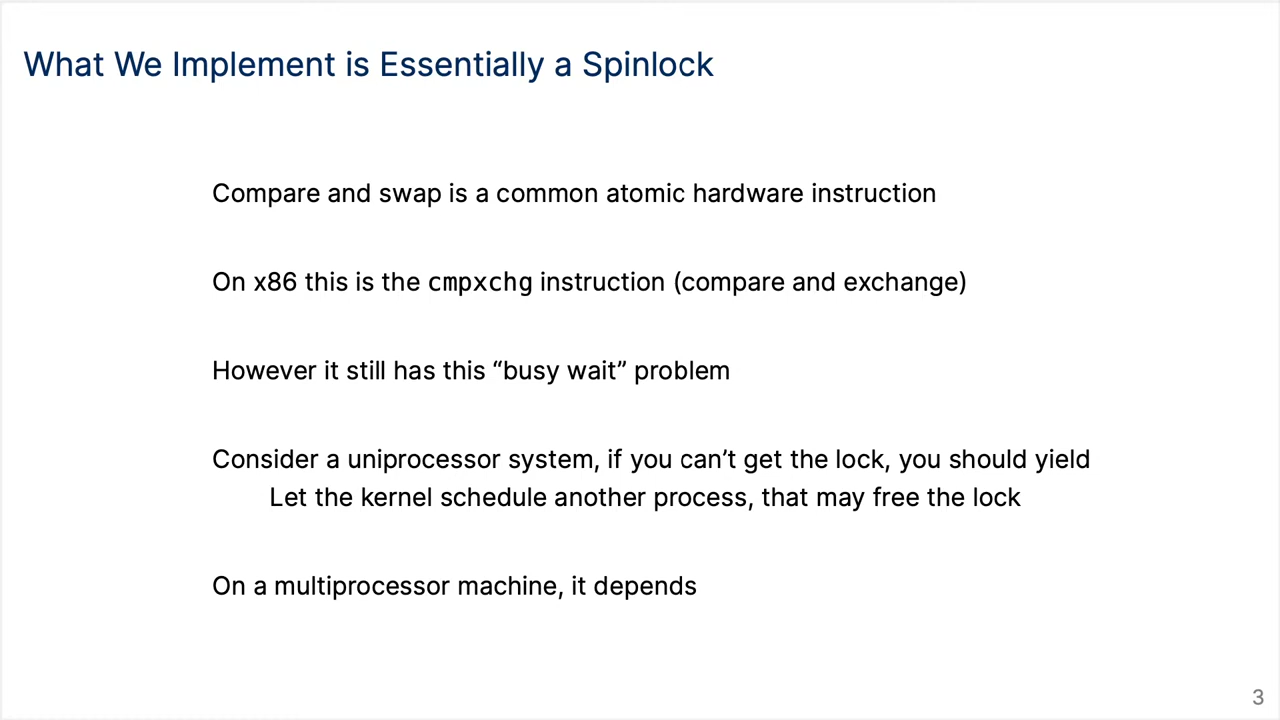 What We Implement is Essentially a Spinlock
Compare and swap is a common atomic hardware instruction
On x86 this is the cmpxchg instruction (compare and exchange)
However it still has this “busy wait” problem
Consider a uniprocessor system, if you can’t get the lock, you should yield
Let the kernel schedule another process, that may free the lock
On a multiprocessor machine, it depends
3